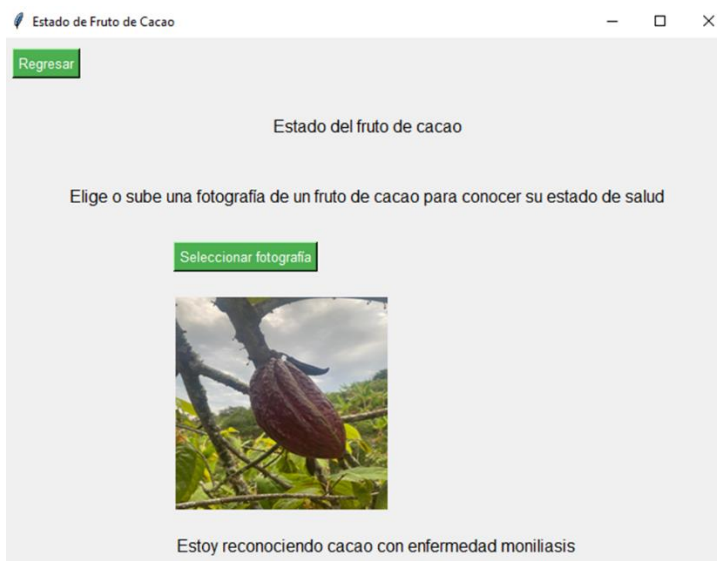 Estado de Fruto de Cacao
Regresar
Estado del fruto de cacao
Elige o sube una fotografía de un fruto de cacao para conocer su estado de salud
Seleccionar fotografía
Estoy reconociendo cacao con enfermedad moniliasis